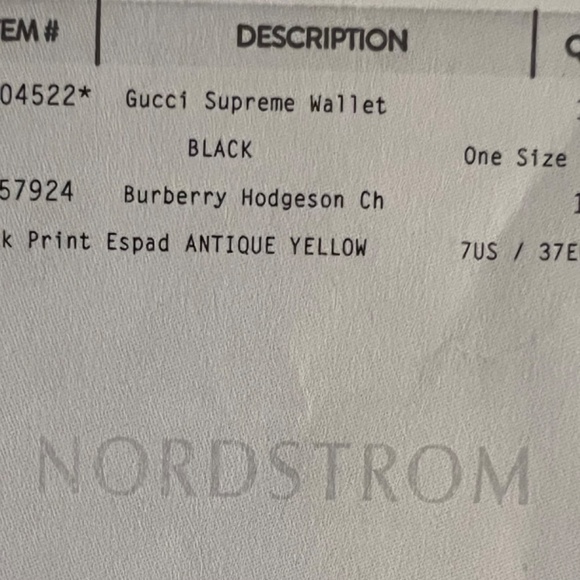 EM# DESCRIPTION Q
04522* Gucci Supreme Wallet
BLACK One Size
57924 Burberry Hodgeson Ch 1
k Print Espad ANTIQUE YELLOW 7US / 37E
NORDSTROM